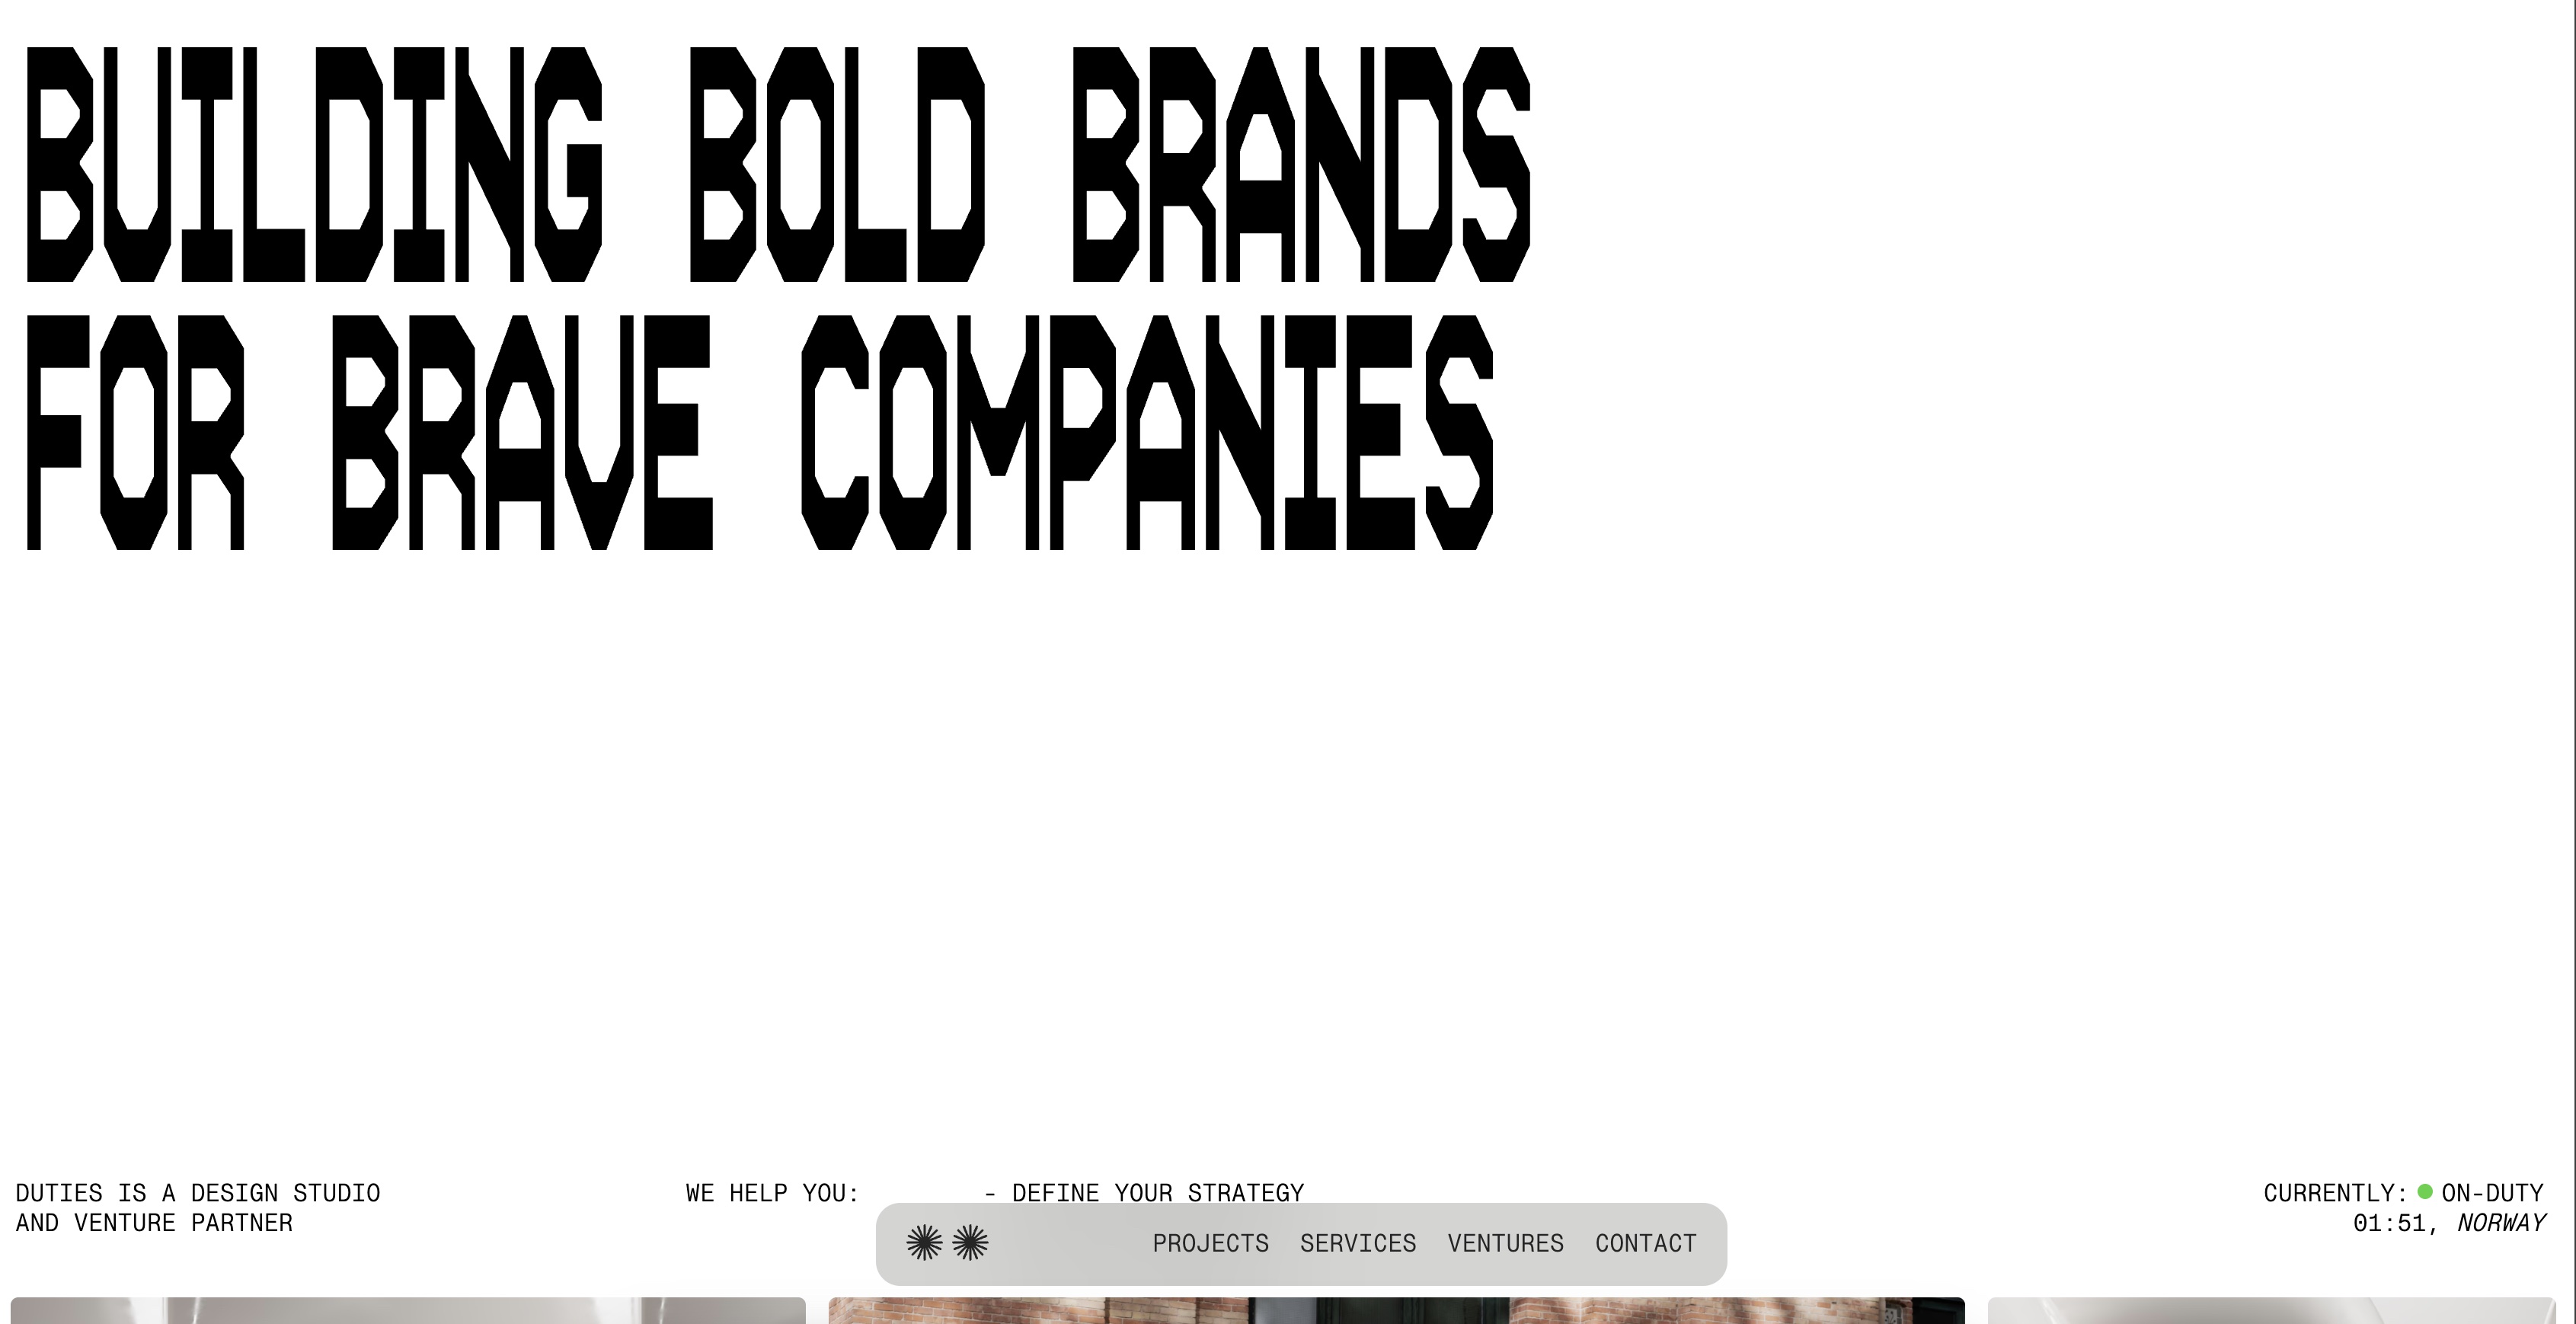 BUILDING BOLD BRANDS
FOR BRAVE COMPANIES
DUTIES IS A DESIGN STUDIO
AND VENTURE PARTNER
WE HELP YOU:
- DEFINE YOUR STRATEGY
CURRENTLY: ON-DUTY
01:51, NORWAY
PROJECTS SERVICES VENTURES CONTACT